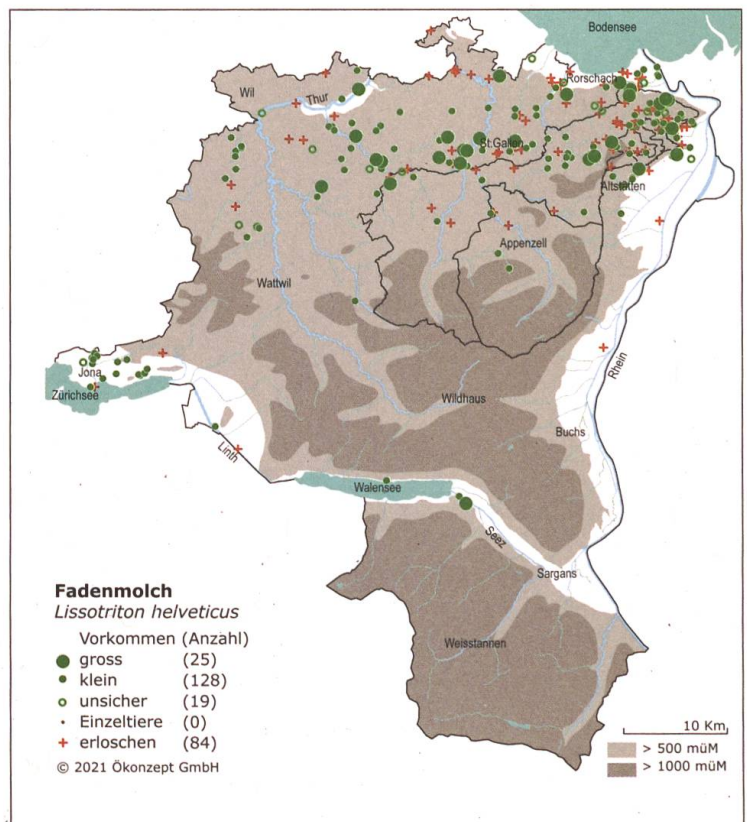 Bodensee
Wil
Thur
Rorschach
St.Gallen
Altstätten
Appenzell
Wattwil
Jona
Zürichsee
Wildhaus
Rhein
Buchs
Linth
Walensee
Seez
Sargans
Weisstannen
Fadenmolch
Lissotriton helveticus
Vorkommen (Anzahl)
gross (25)
klein (128)
unsicher (19)
Einzeltiere (0)
erloschen (84)
© 2021 Ökonzept GmbH
10 Km
> 500 müM
> 1000 müM